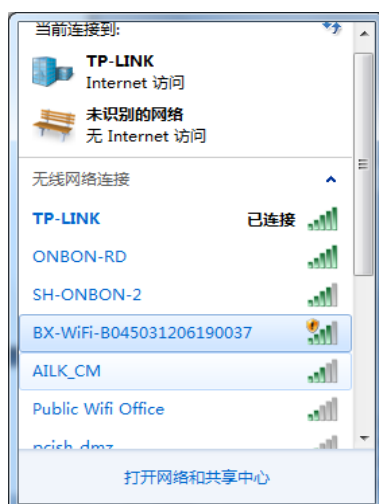 当前连接到:
TP-LINK
Internet 访问
未识别的网络
无 Internet 访问
无线网络连接
TP-LINK 已连接
ONBON-RD
SH-ONBON-2
BX-WiFi-B045031206190037
AILK_CM
Public Wifi Office
pcish_dmz
打开网络和共享中心